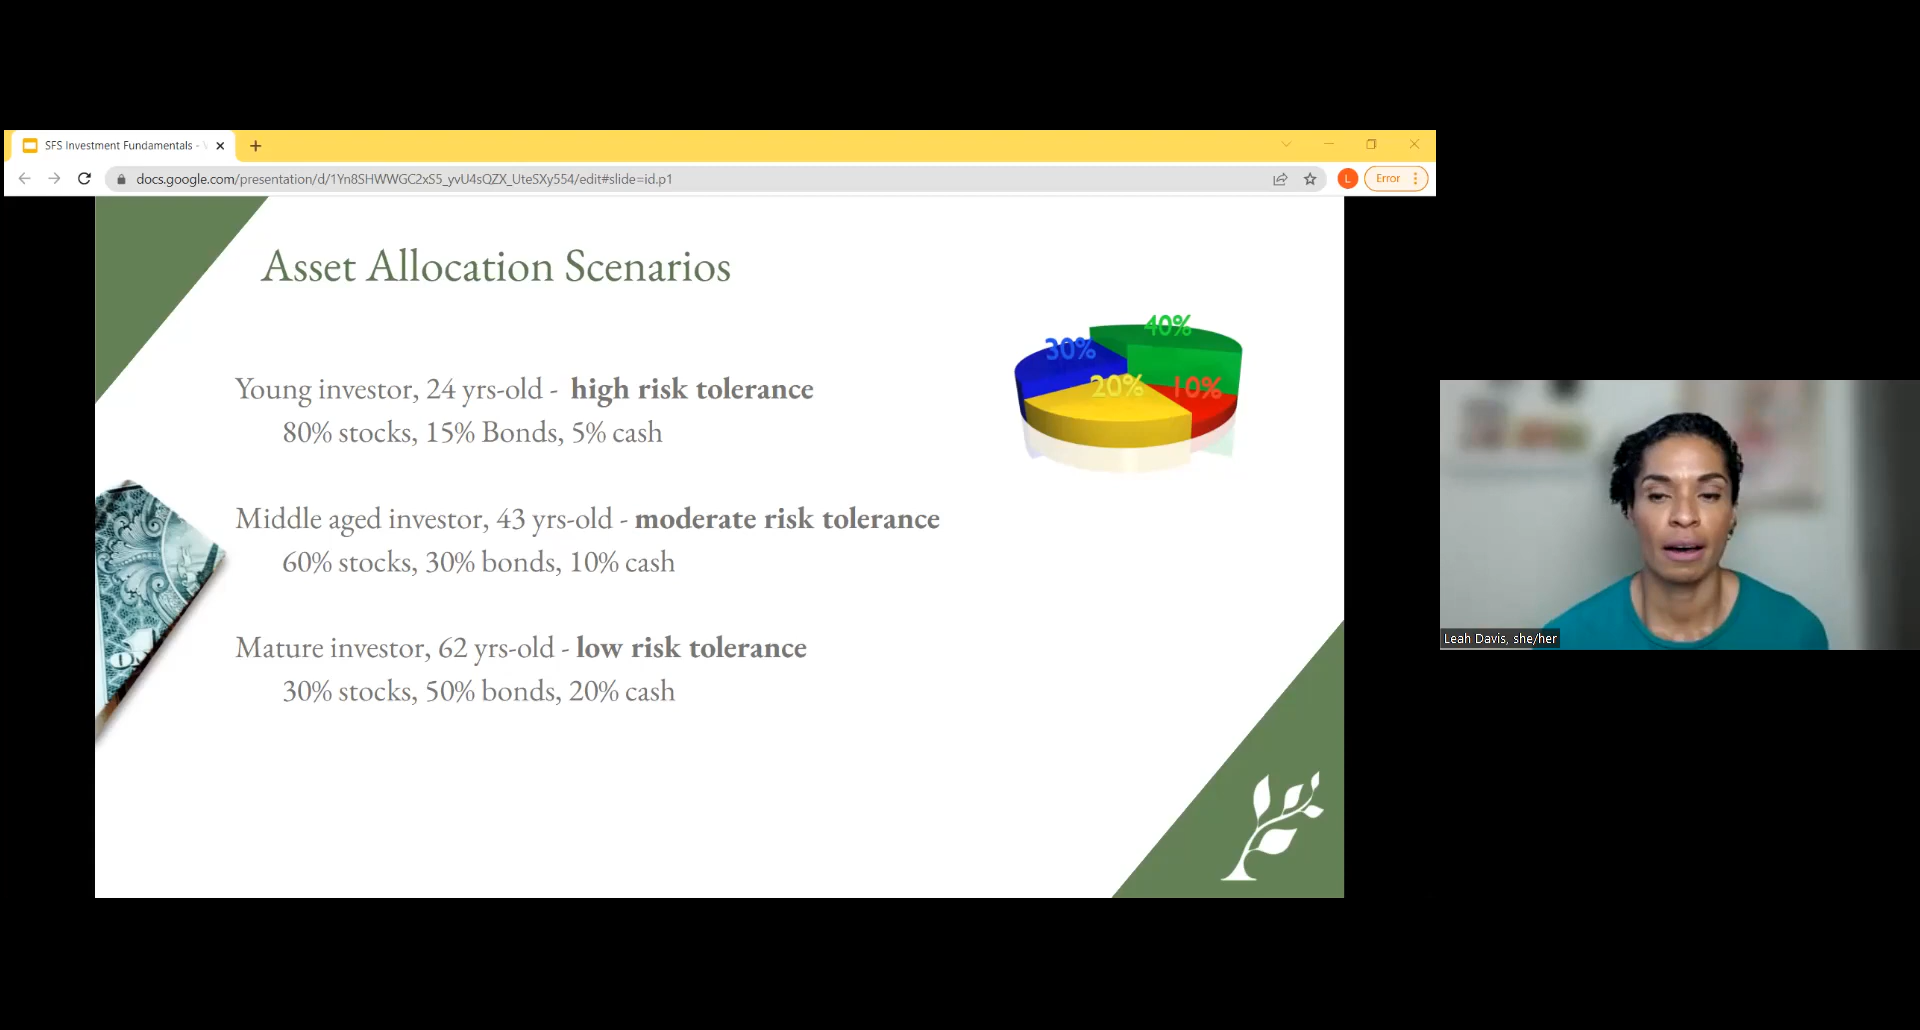 SFS Investment Fundamentals -
docs.google.com/presentation/d/1Yn8SHWWGC2xS5_yvU4sQZX_UteSXy554/edit#slide=id.p1
L
Error
Asset Allocation Scenarios
40%
30%
20%
10%
Young investor, 24 yrs-old - high risk tolerance
80% stocks, 15% Bonds, 5% cash
Middle aged investor, 43 yrs-old - moderate risk tolerance
60% stocks, 30% bonds, 10% cash
Mature investor, 62 yrs-old - low risk tolerance
30% stocks, 50% bonds, 20% cash
Leah Davis, she/her